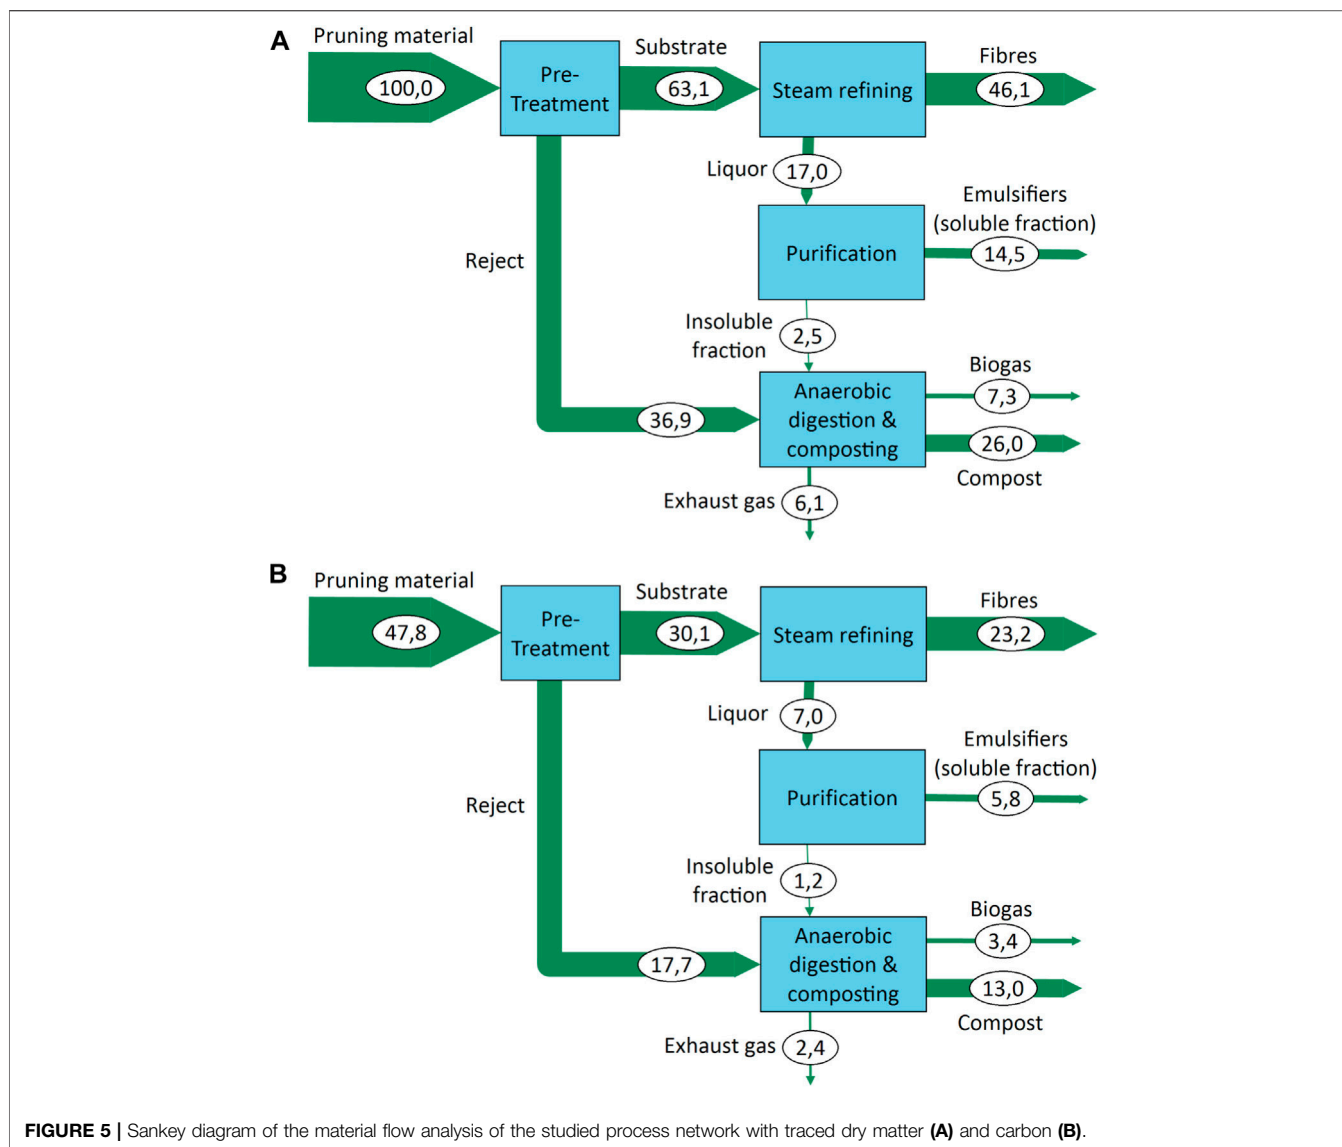 A
Pruning material
100,0
Pre-
Treatment
Substrate
63,1
Steam refining
Fibres
46,1
Liquor
17,0
Purification
Emulsifiers
(soluble fraction)
14,5
Reject
36,9
Insoluble
fraction
2,5
Anaerobic
digestion &
composting
Biogas
7,3
26,0
Compost
Exhaust gas
6,1
B
Pruning material
47,8
Pre-
Treatment
Substrate
30,1
Steam refining
Fibres
23,2
Liquor
7,0
Purification
Emulsifiers
(soluble fraction)
5,8
Reject
17,7
Insoluble
fraction
1,2
Anaerobic
digestion &
composting
Biogas
3,4
13,0
Compost
Exhaust gas
2,4
FIGURE 5 | Sankey diagram of the material flow analysis of the studied process network with traced dry matter (A) and carbon (B).